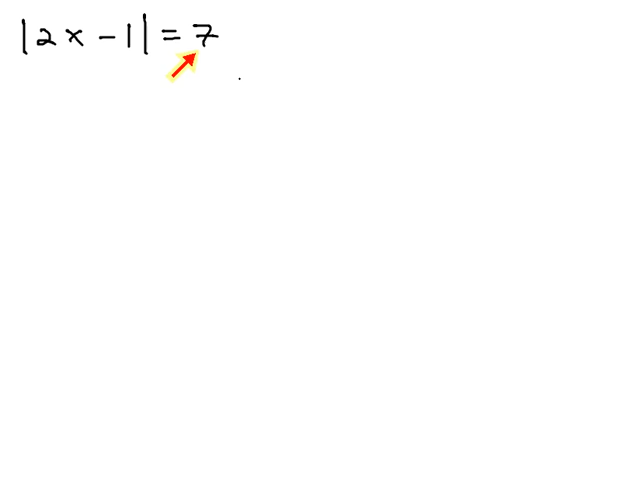 |2x - 1| = 7